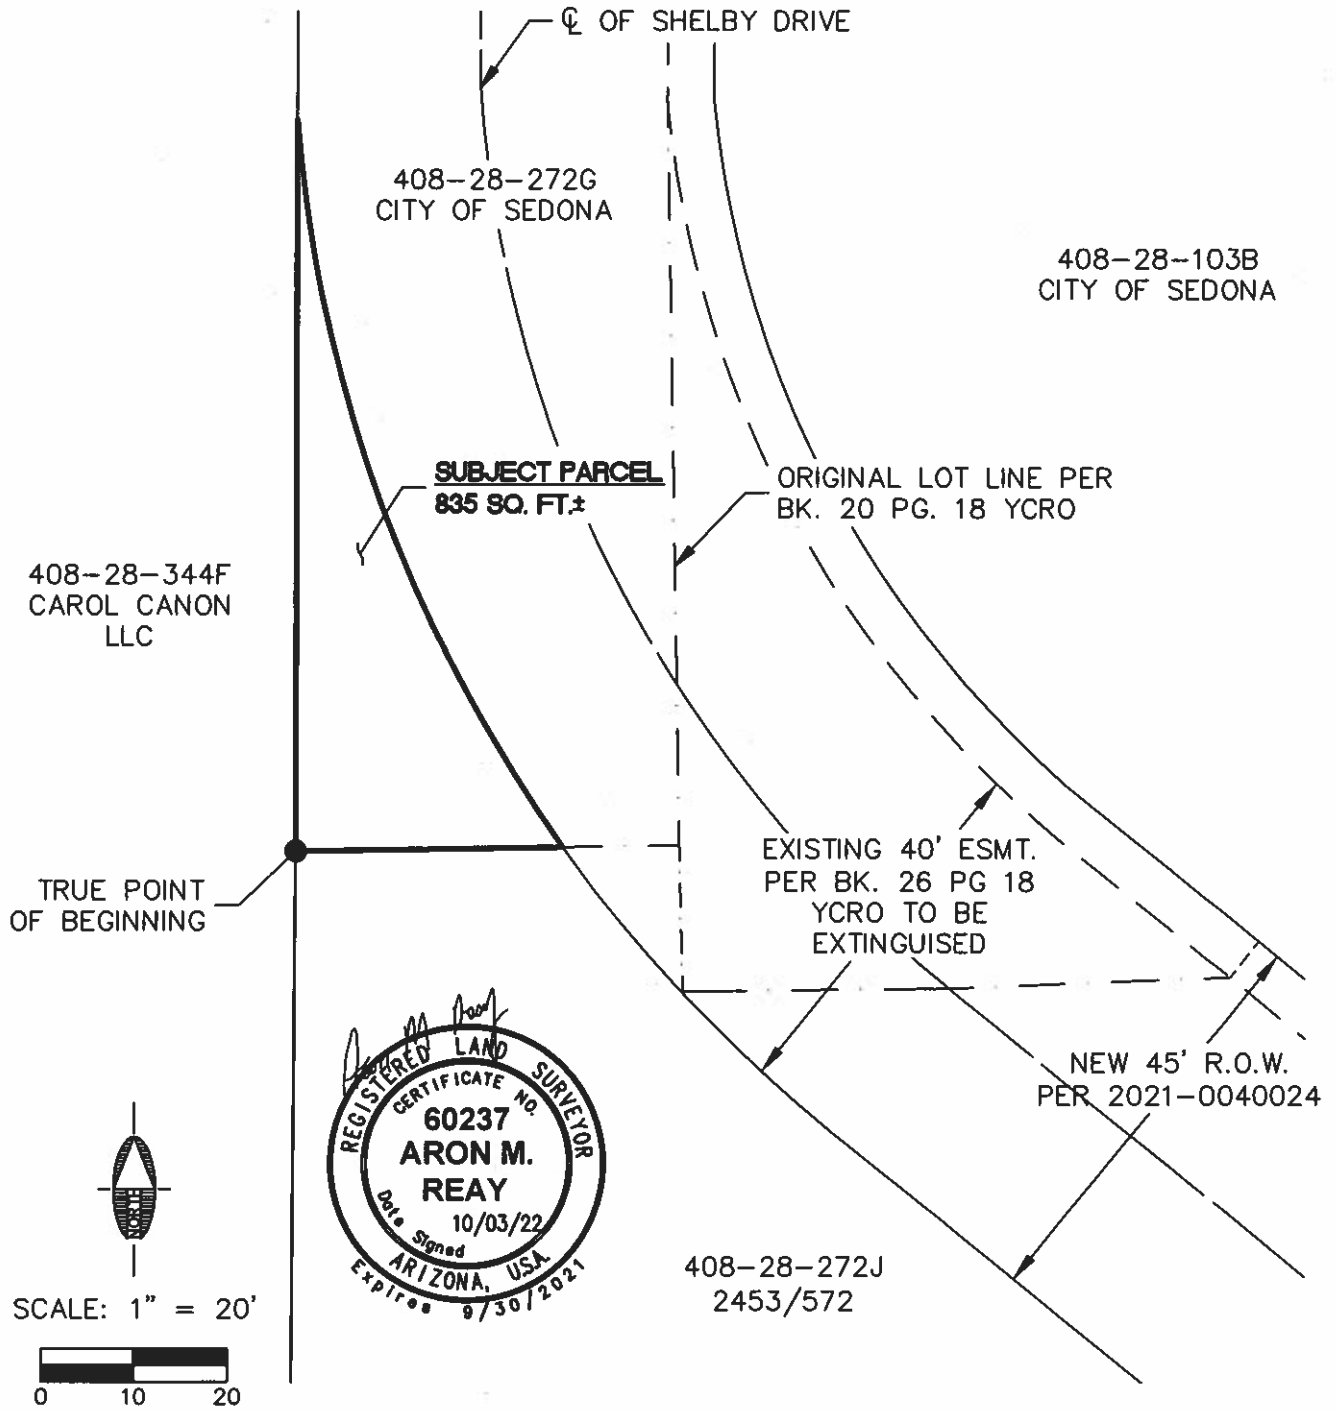 ℄ OF SHELBY DRIVE
408-28-272G
CITY OF SEDONA
408-28-103B
CITY OF SEDONA
SUBJECT PARCEL
835 SQ. FT.±
ORIGINAL LOT LINE PER
BK. 20 PG. 18 YCRO
408-28-344F
CAROL CANON
LLC
TRUE POINT
OF BEGINNING
EXISTING 40' ESMT.
PER BK. 26 PG 18
YCRO TO BE
EXTINGUISED
NEW 45' R.O.W.
PER 2021-0040024
REGISTERED LAND SURVEYOR
CERTIFICATE NO.
60237
ARON M.
REAY
10/03/22
Date Signed
ARIZONA, U.S.A.
Expires 9/30/2021
408-28-272J
2453/572
NORTH
SCALE: 1" = 20'
0 10 20